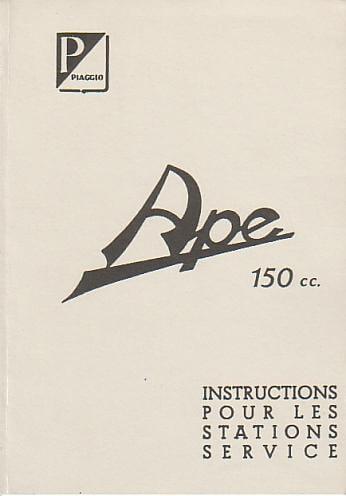 P
PIAGGIO
Ape
150 cc.
INSTRUCTIONS
POUR LES
STATIONS
SERVICE